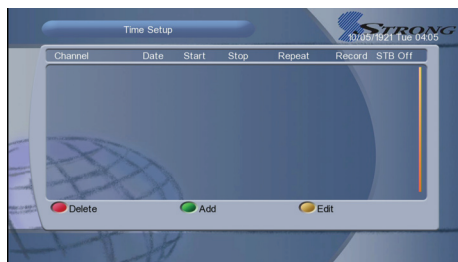 Time Setup
STRONG
10/05/1921 Tue 04:05
Channel Date Start Stop Repeat Record STB Off
Delete Add Edit